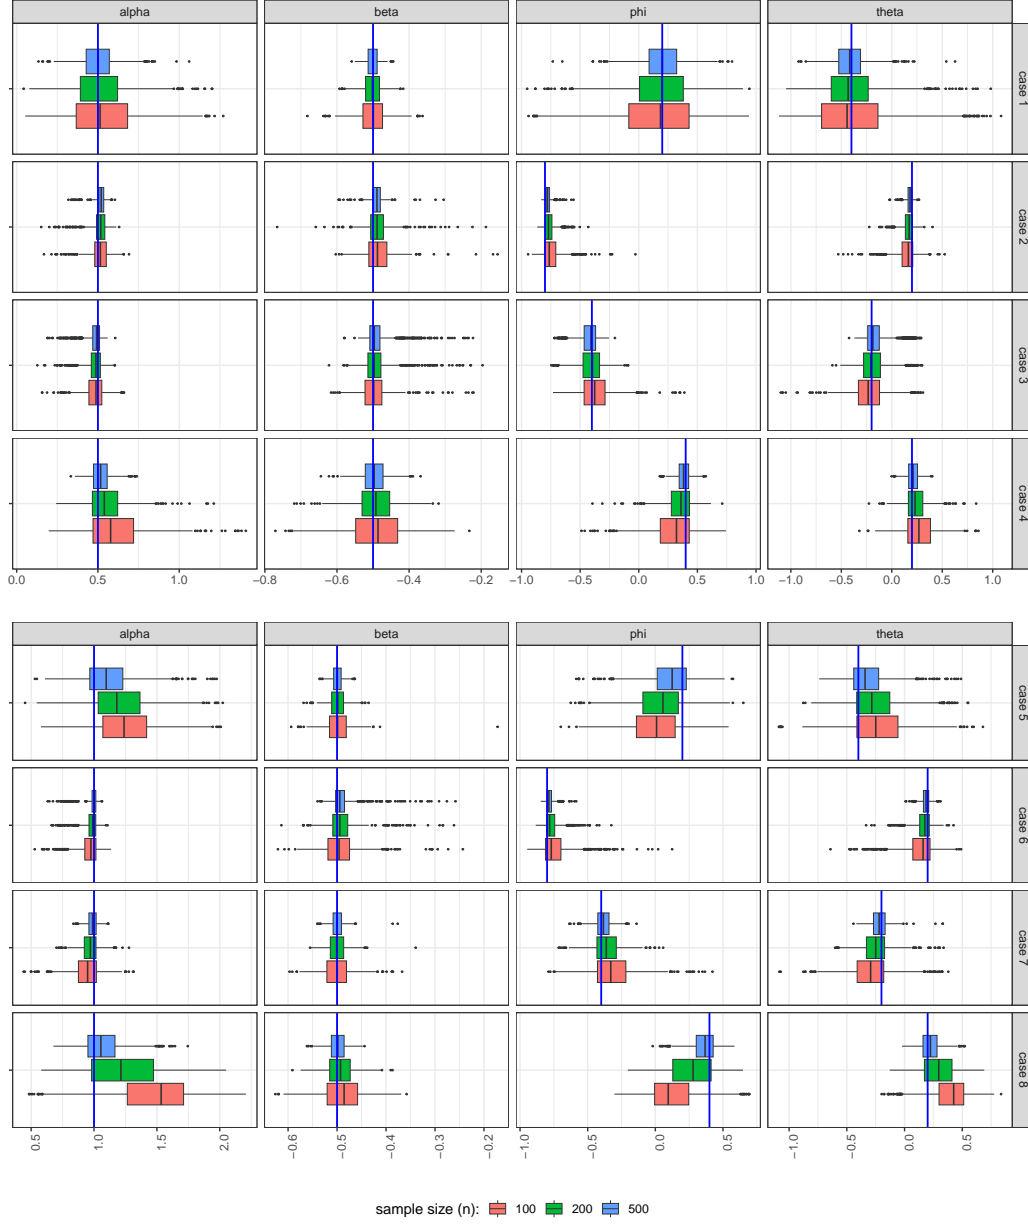 alpha beta phi theta
case 1
case 2
case 3
case 4
0.0 0.5 1.0 −0.8 −0.6 −0.4 −0.2 −1.0 −0.5 0.0 0.5 1.0 −1.0 −0.5 0.0 0.5 1.0
alpha beta phi theta
case 5
case 6
case 7
case 8
0.5 1.0 1.5 2.0 −0.6 −0.5 −0.4 −0.3 −0.2 −1.0 −0.5 0.0 0.5 −1.0 −0.5 0.0 0.5
sample size (n): 100 200 500